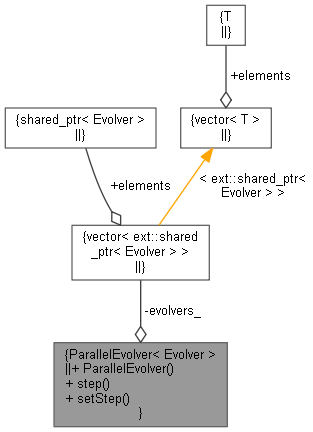 {T
||}
+elements
{shared_ptr< Evolver >
||}
{vector< T >
||}
+elements
< ext::shared_ptr<
Evolver > >
{vector< ext::shared
_ptr< Evolver > >
||}
-evolvers_
{ParallelEvolver< Evolver >
||+ ParallelEvolver()
+ step()
+ setStep()
}